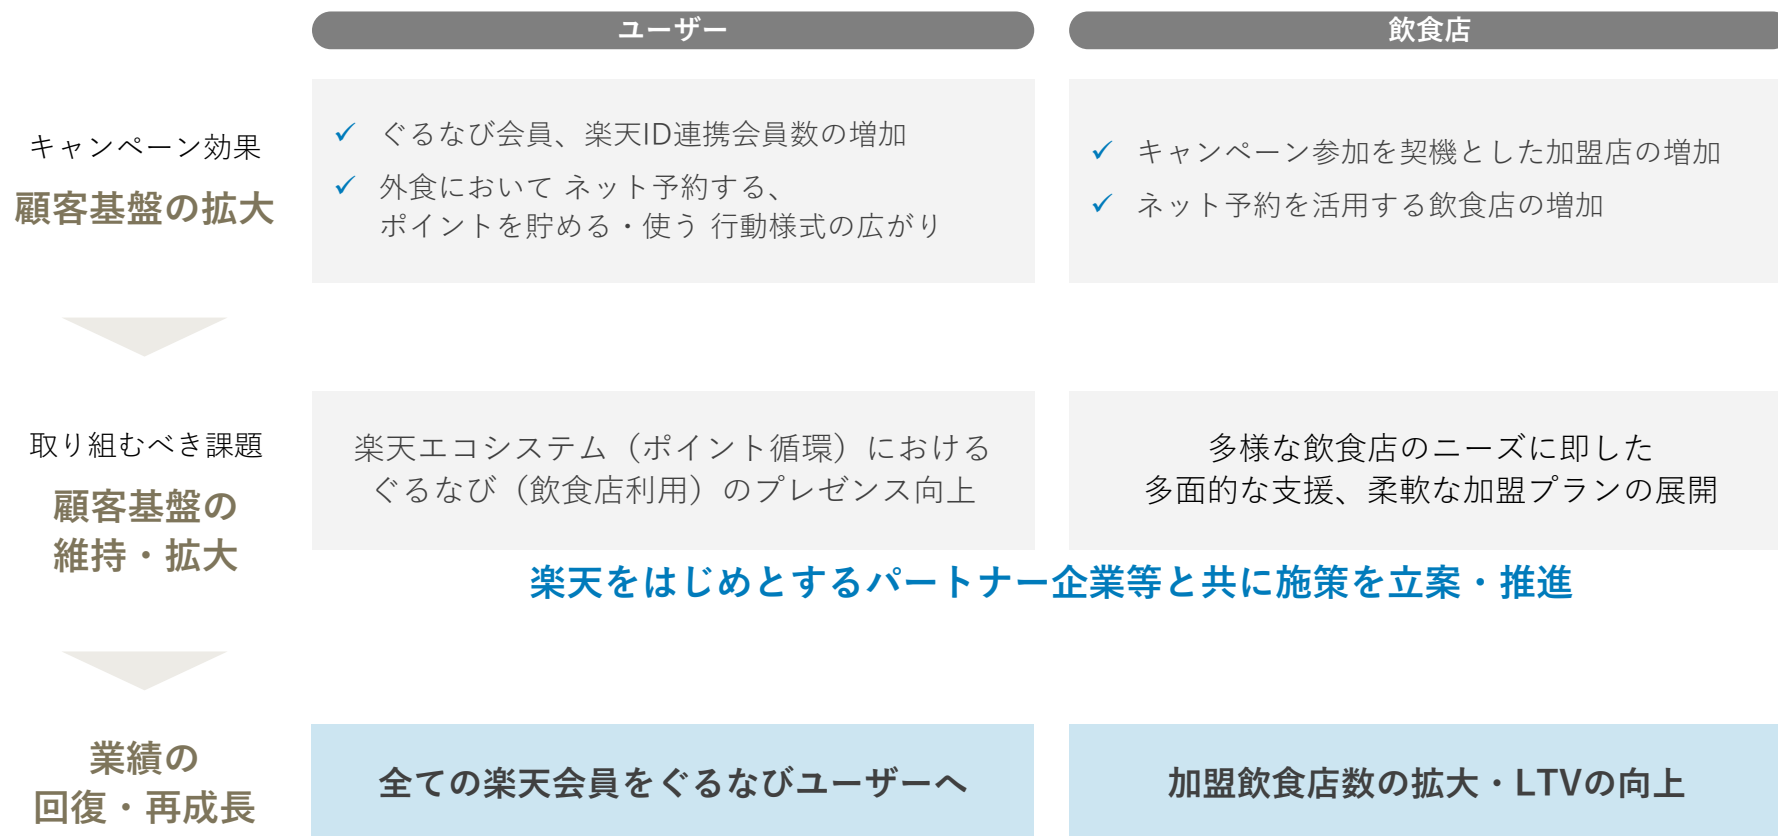 ユーザー
飲食店
キャンペーン効果
顧客基盤の拡大
✓ ぐるなび会員、楽天ID連携会員数の増加
✓ 外食において ネット予約する、
ポイントを貯める・使う 行動様式の広がり
✓ キャンペーン参加を契機とした加盟店の増加
✓ ネット予約を活用する飲食店の増加
取り組むべき課題
顧客基盤の
維持・拡大
楽天エコシステム（ポイント循環）における
ぐるなび（飲食店利用）のプレゼンス向上
多様な飲食店のニーズに即した
多面的な支援、柔軟な加盟プランの展開
楽天をはじめとするパートナー企業等と共に施策を立案・推進
業績の
回復・再成長
全ての楽天会員をぐるなびユーザーへ
加盟飲食店数の拡大・LTVの向上